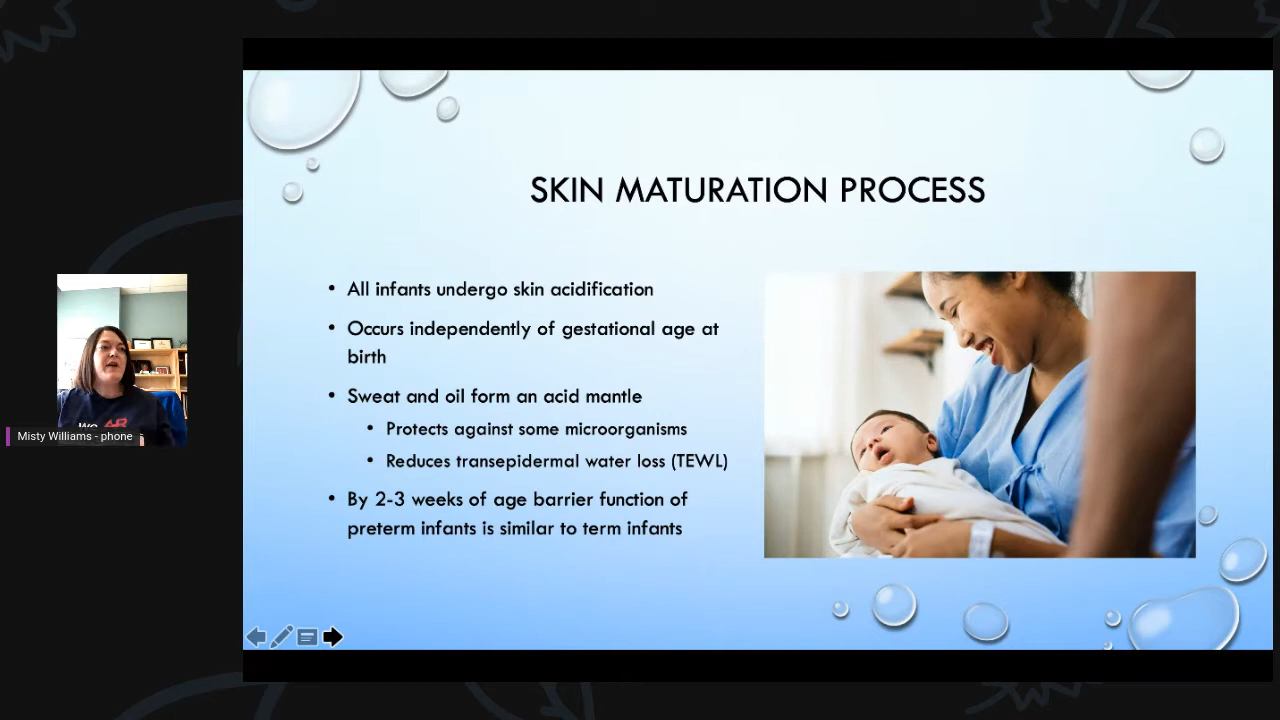 SKIN MATURATION PROCESS
• All infants undergo skin acidification
• Occurs independently of gestational age at
birth
• Sweat and oil form an acid mantle
• Protects against some microorganisms
• Reduces transepidermal water loss (TEWL)
• By 2-3 weeks of age barrier function of
preterm infants is similar to term infants
We AR
Misty Williams - phone